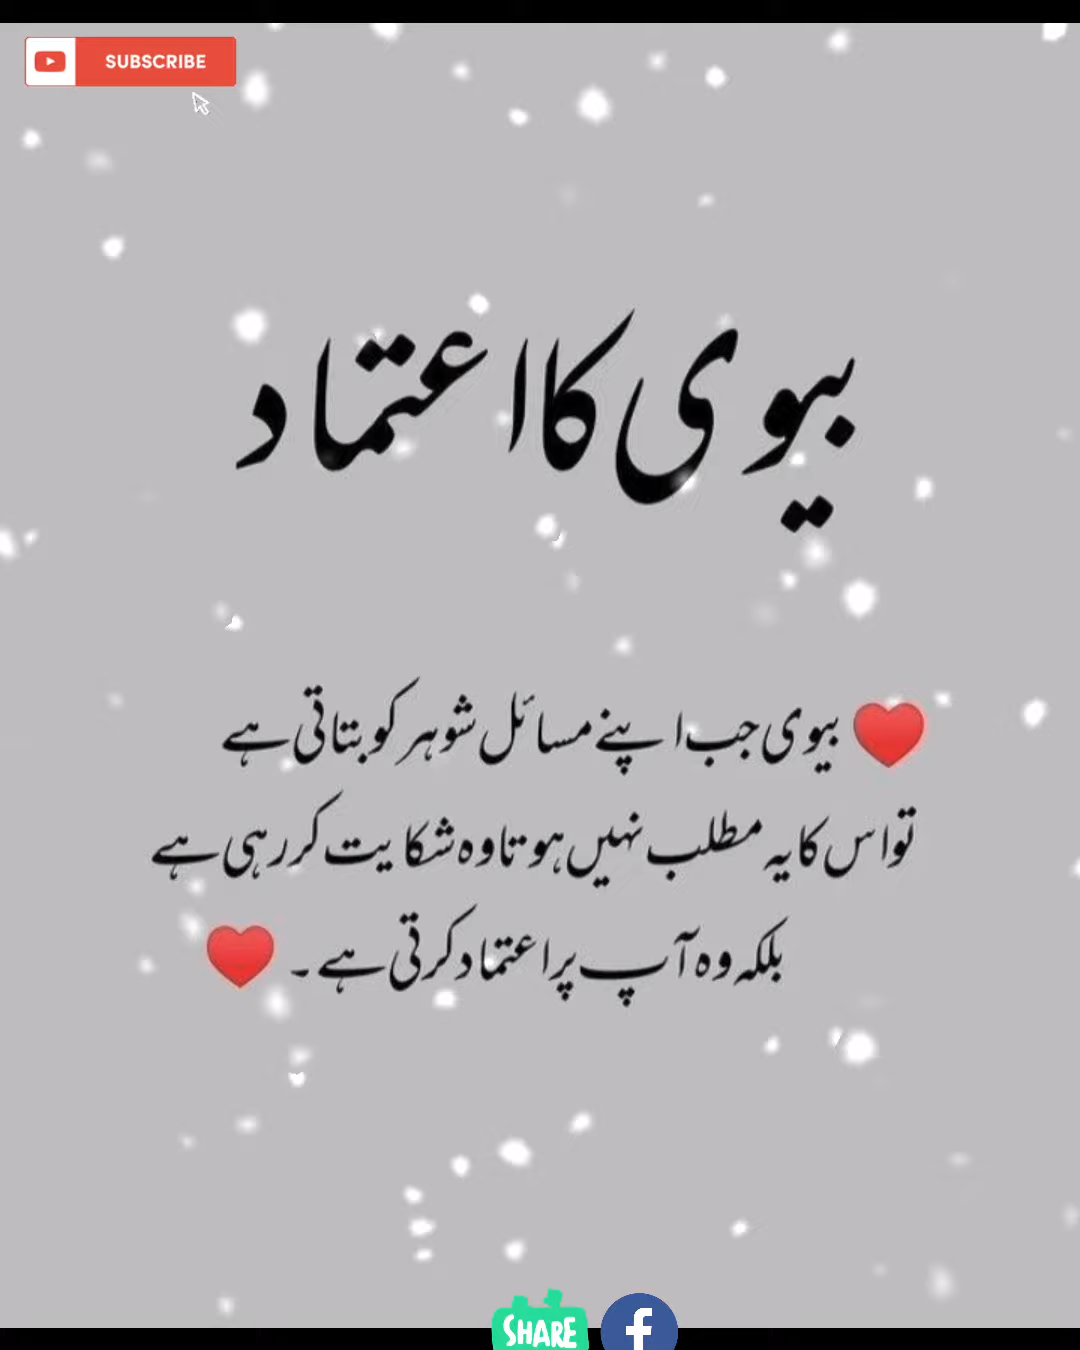 SUBSCRIBE
بیوی کا اعتماد
❤️ بیوی جب اپنے مسائل شوہر کو بتاتی ہے
تو اس کا یہ مطلب نہیں ہوتا وہ شکایت کر رہی ہے
بلکہ وہ آپ پر اعتماد کرتی ہے۔ ❤️
SHARE